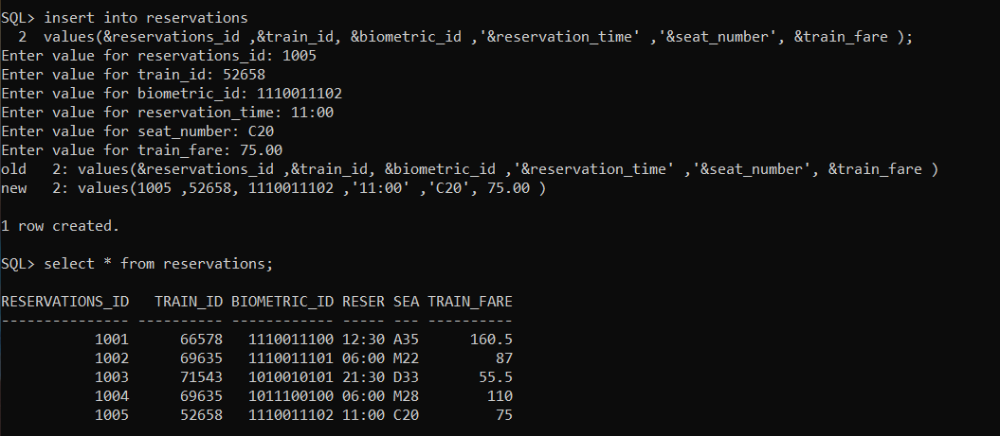 SQL> insert into reservations
  2  values(&reservations_id ,&train_id, &biometric_id ,'&reservation_time' ,'&seat_number', &train_fare );
Enter value for reservations_id: 1005
Enter value for train_id: 52658
Enter value for biometric_id: 1110011102
Enter value for reservation_time: 11:00
Enter value for seat_number: C20
Enter value for train_fare: 75.00
old   2: values(&reservations_id ,&train_id, &biometric_id ,'&reservation_time' ,'&seat_number', &train_fare )
new   2: values(1005 ,52658, 1110011102 ,'11:00' ,'C20', 75.00 )
1 row created.
SQL> select * from reservations;
RESERVATIONS_ID   TRAIN_ID BIOMETRIC_ID RESER SEA TRAIN_FARE
--------------- ---------- ------------ ----- --- ----------
           1001      66578   1110011100 12:30 A35      160.5
           1002      69635   1110011101 06:00 M22         87
           1003      71543   1010010101 21:30 D33       55.5
           1004      69635   1011100100 06:00 M28        110
           1005      52658   1110011102 11:00 C20         75